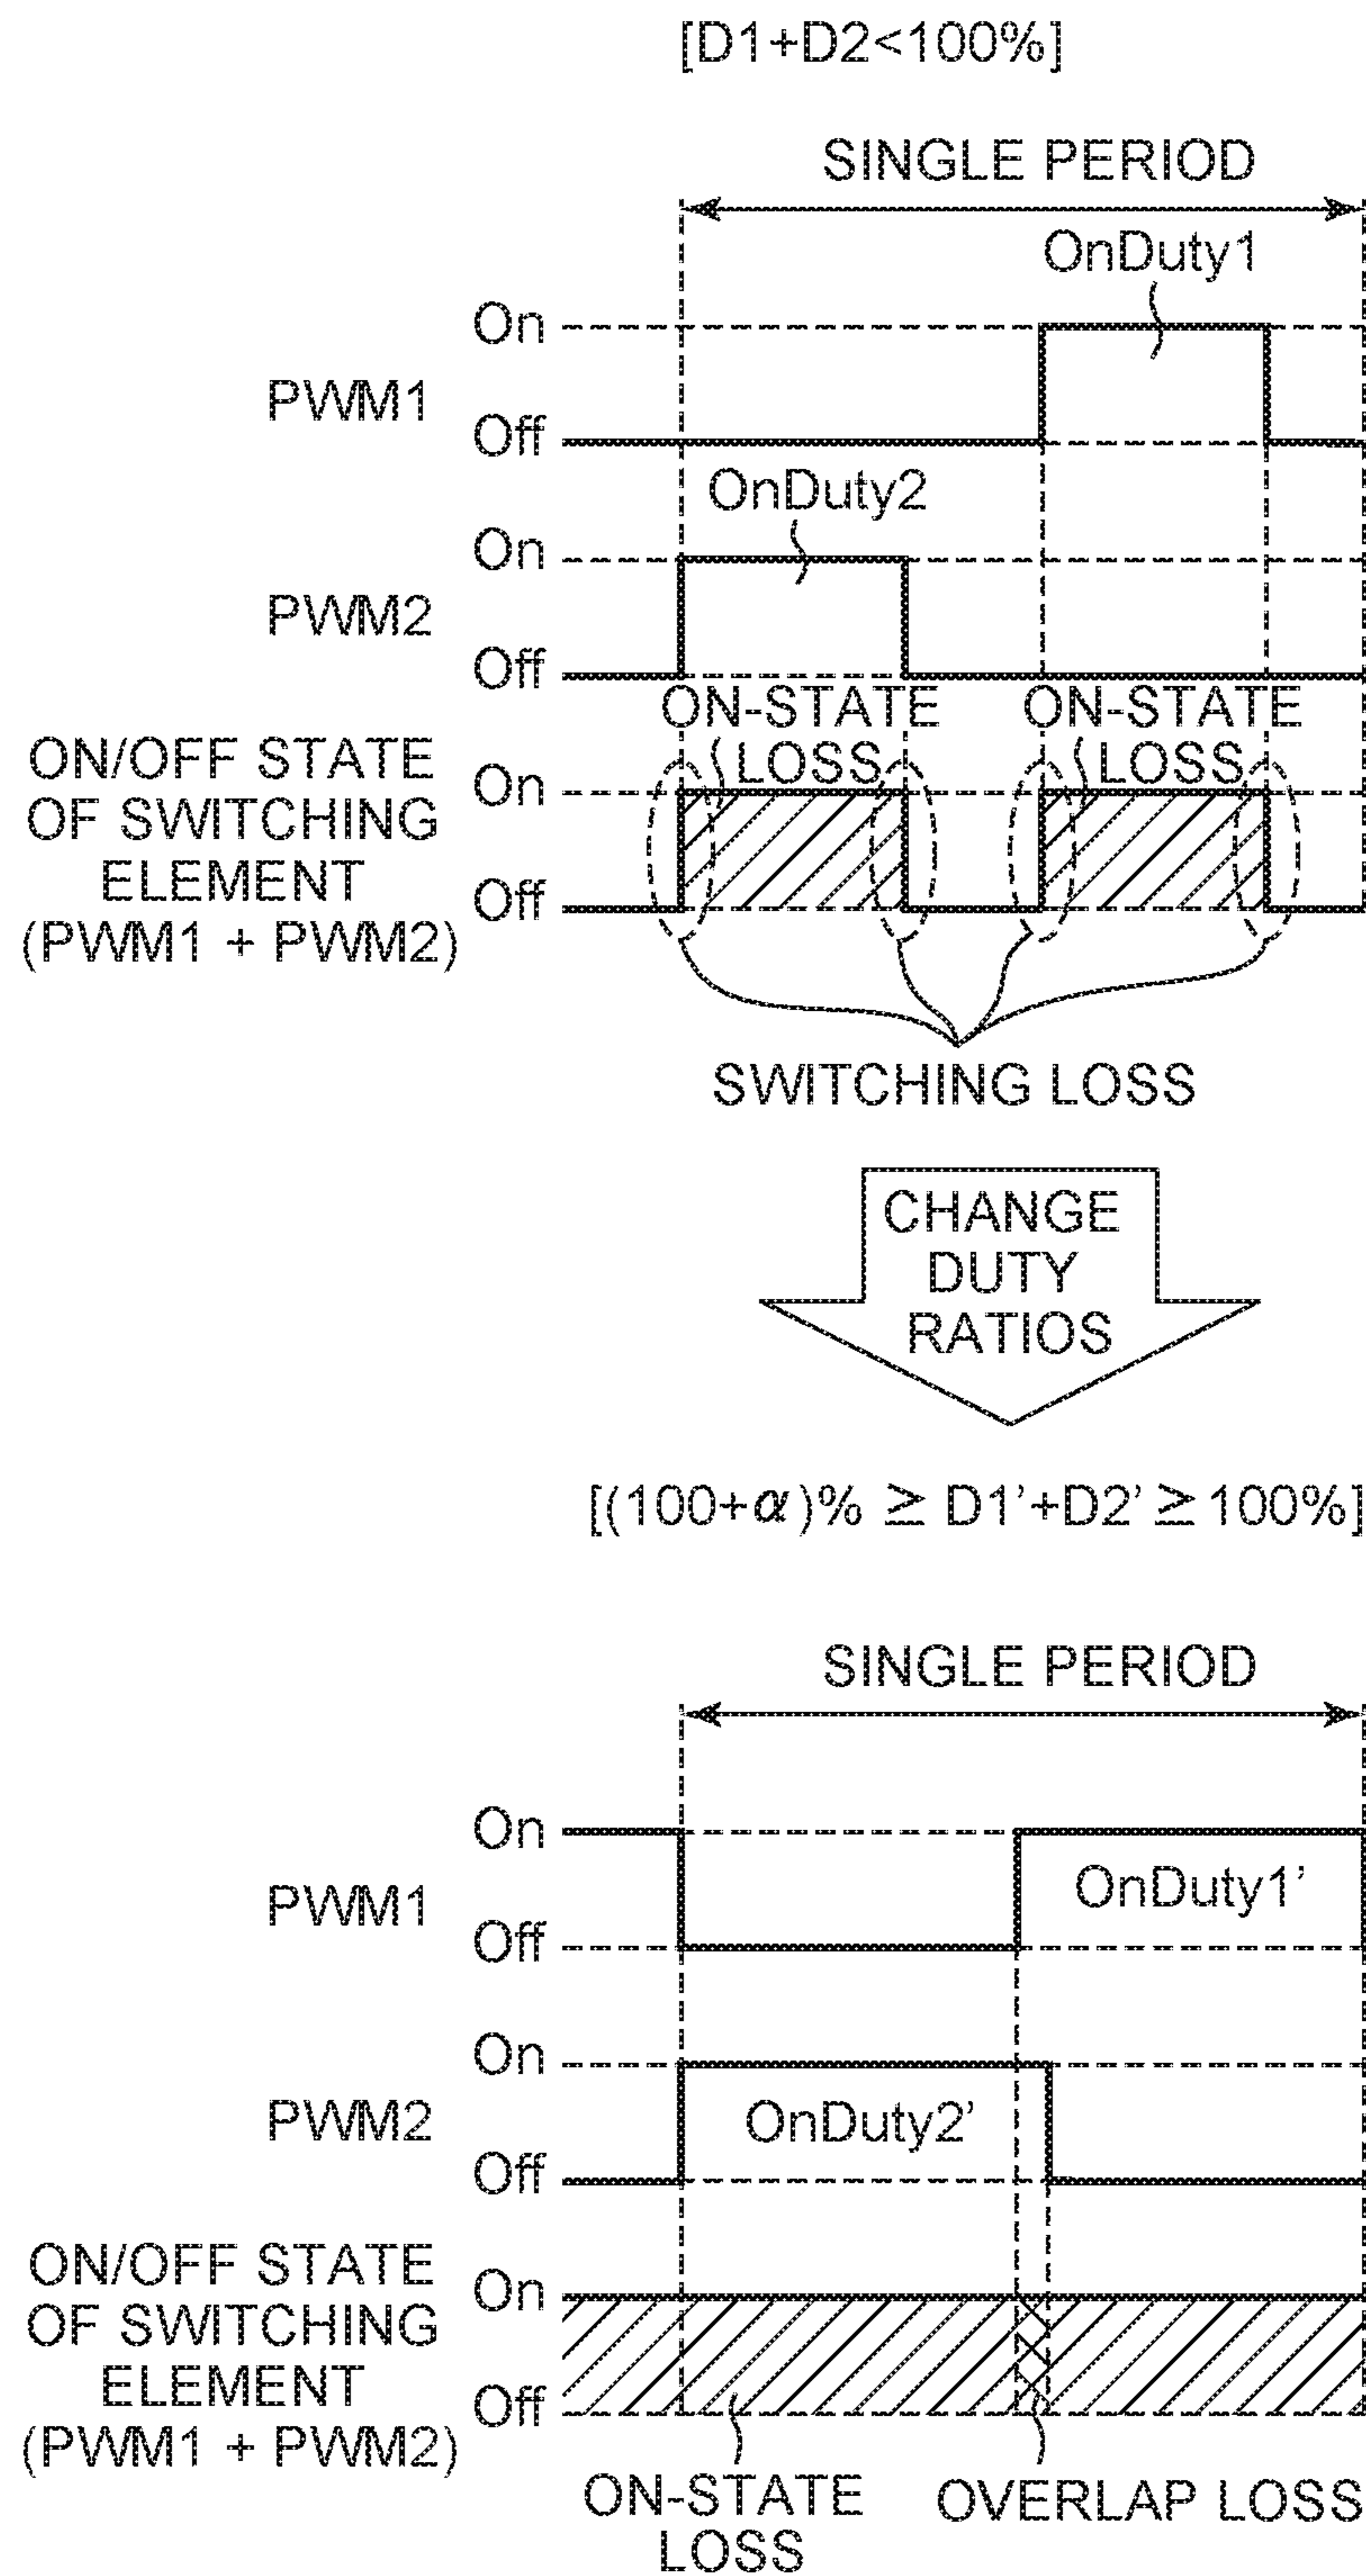 [D1+D2<100%]
SINGLE PERIOD
OnDuty1
On
PWM1
Off
OnDuty2
On
PWM2
Off
ON-STATE LOSS
ON-STATE LOSS
ON/OFF STATE
OF SWITCHING
ELEMENT
(PWM1 + PWM2)
On
Off
SWITCHING LOSS
CHANGE
DUTY
RATIOS
[(100+α)% ≧ D1’+D2’ ≧ 100%]
SINGLE PERIOD
On
PWM1
Off
OnDuty1’
On
PWM2
Off
OnDuty2’
ON/OFF STATE
OF SWITCHING
ELEMENT
(PWM1 + PWM2)
On
Off
ON-STATE
LOSS
OVERLAP LOSS